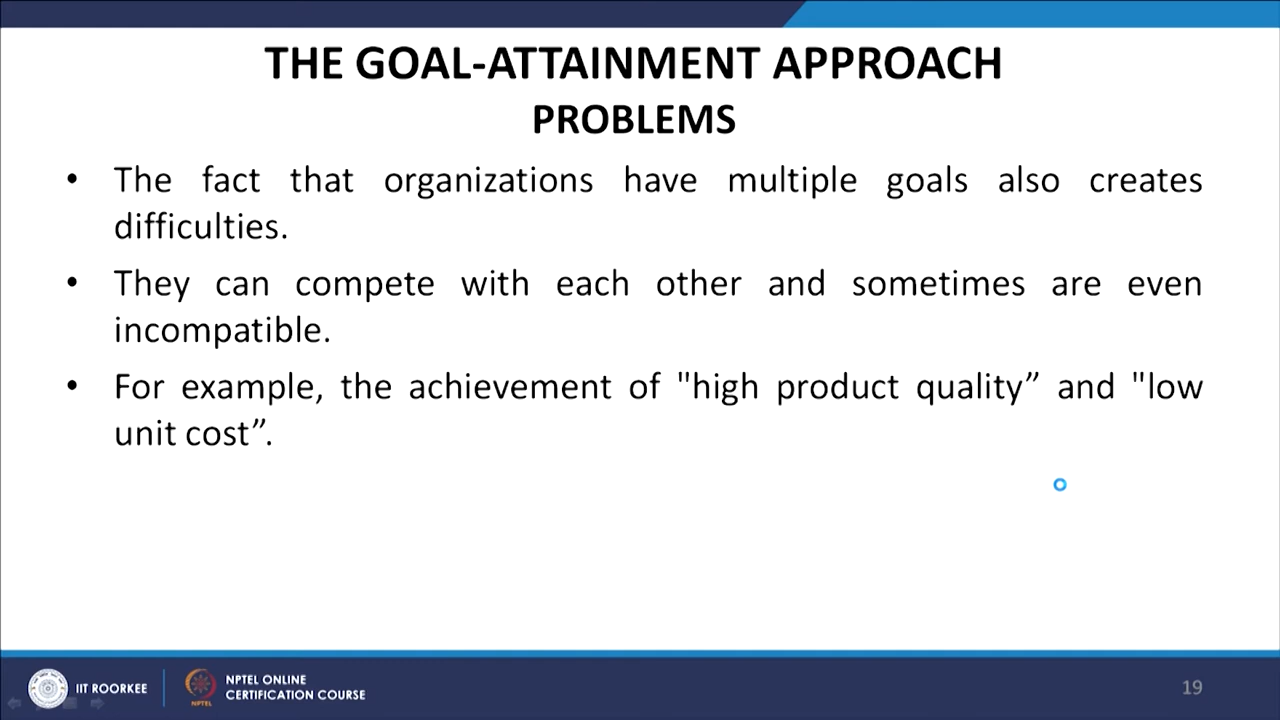 THE GOAL-ATTAINMENT APPROACH
PROBLEMS
• The fact that organizations have multiple goals also creates
difficulties.
• They can compete with each other and sometimes are even
incompatible.
• For example, the achievement of "high product quality” and "low
unit cost”.
IIT ROORKEE
NPTEL
NPTEL ONLINE
CERTIFICATION COURSE
19